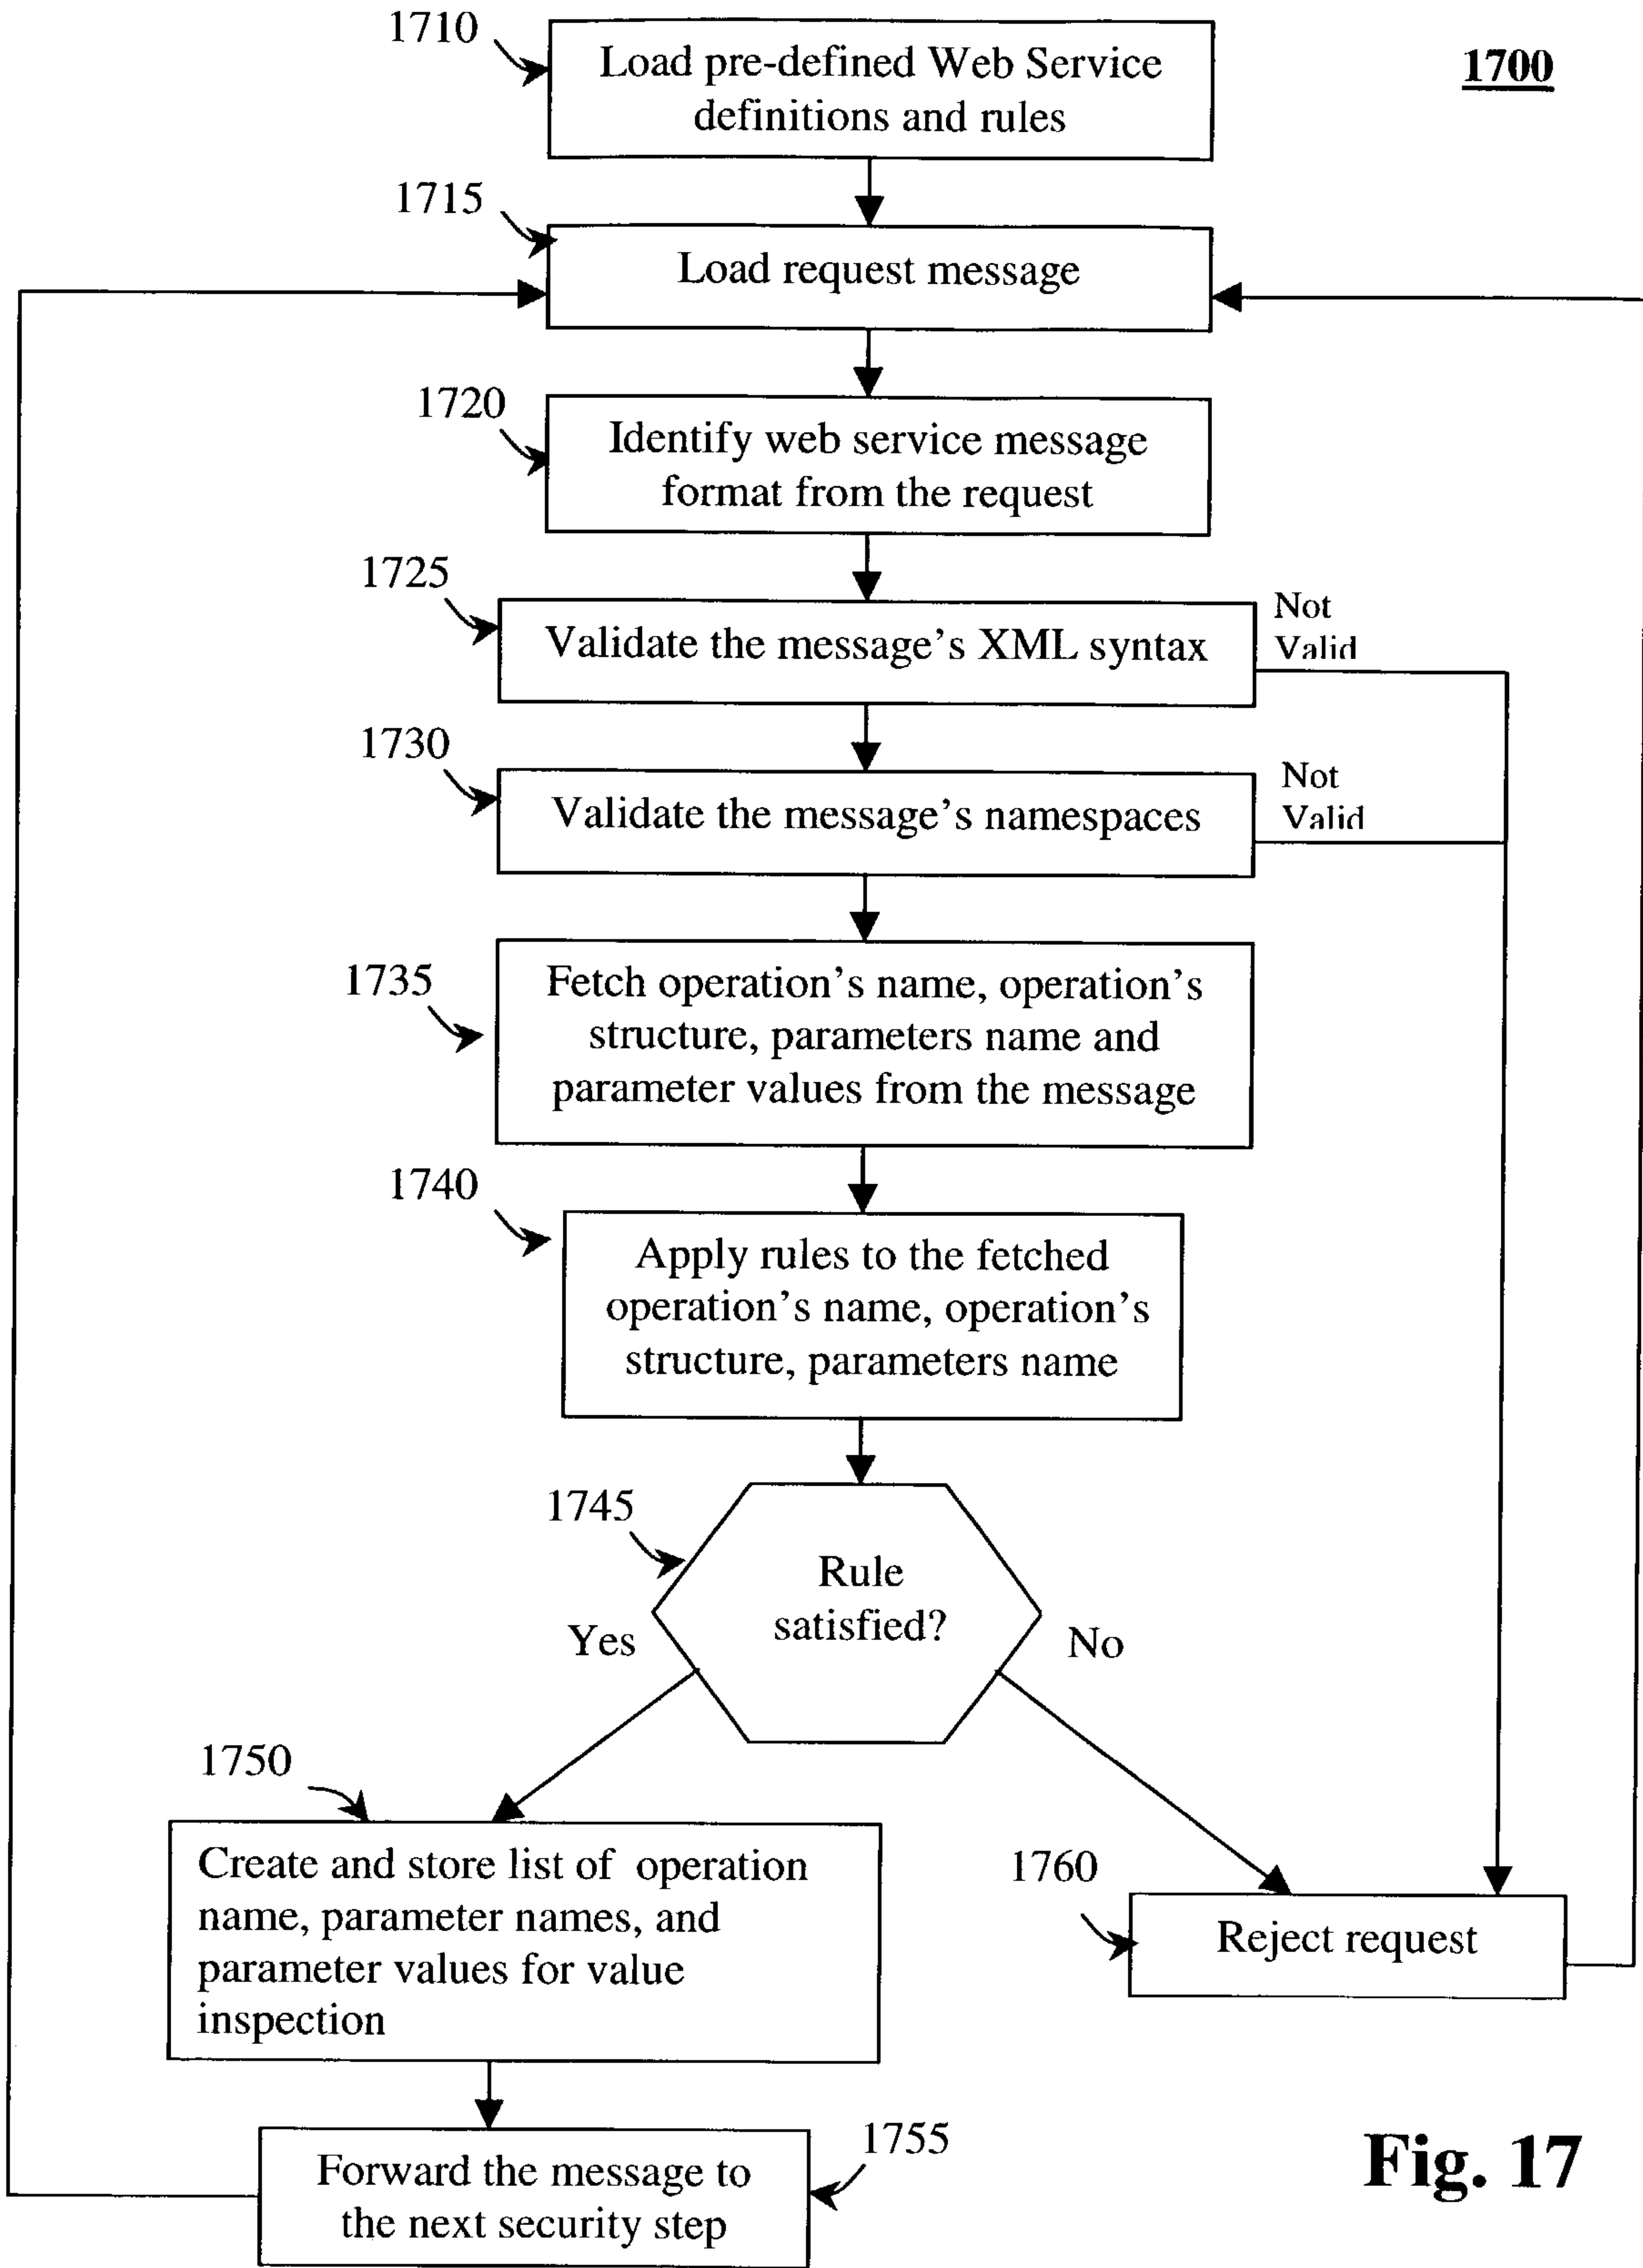 1710
Load pre-defined Web Service
definitions and rules
1700
1715
Load request message
1720
Identify web service message
format from the request
1725
Validate the message's XML syntax
Not
Valid
1730
Validate the message's namespaces
Not
Valid
1735
Fetch operation's name, operation's
structure, parameters name and
parameter values from the message
1740
Apply rules to the fetched
operation's name, operation's
structure, parameters name
1745
Rule
satisfied?
Yes
No
1750
Create and store list of operation
name, parameter names, and
parameter values for value
inspection
1760
Reject request
1755
Forward the message to
the next security step
Fig. 17